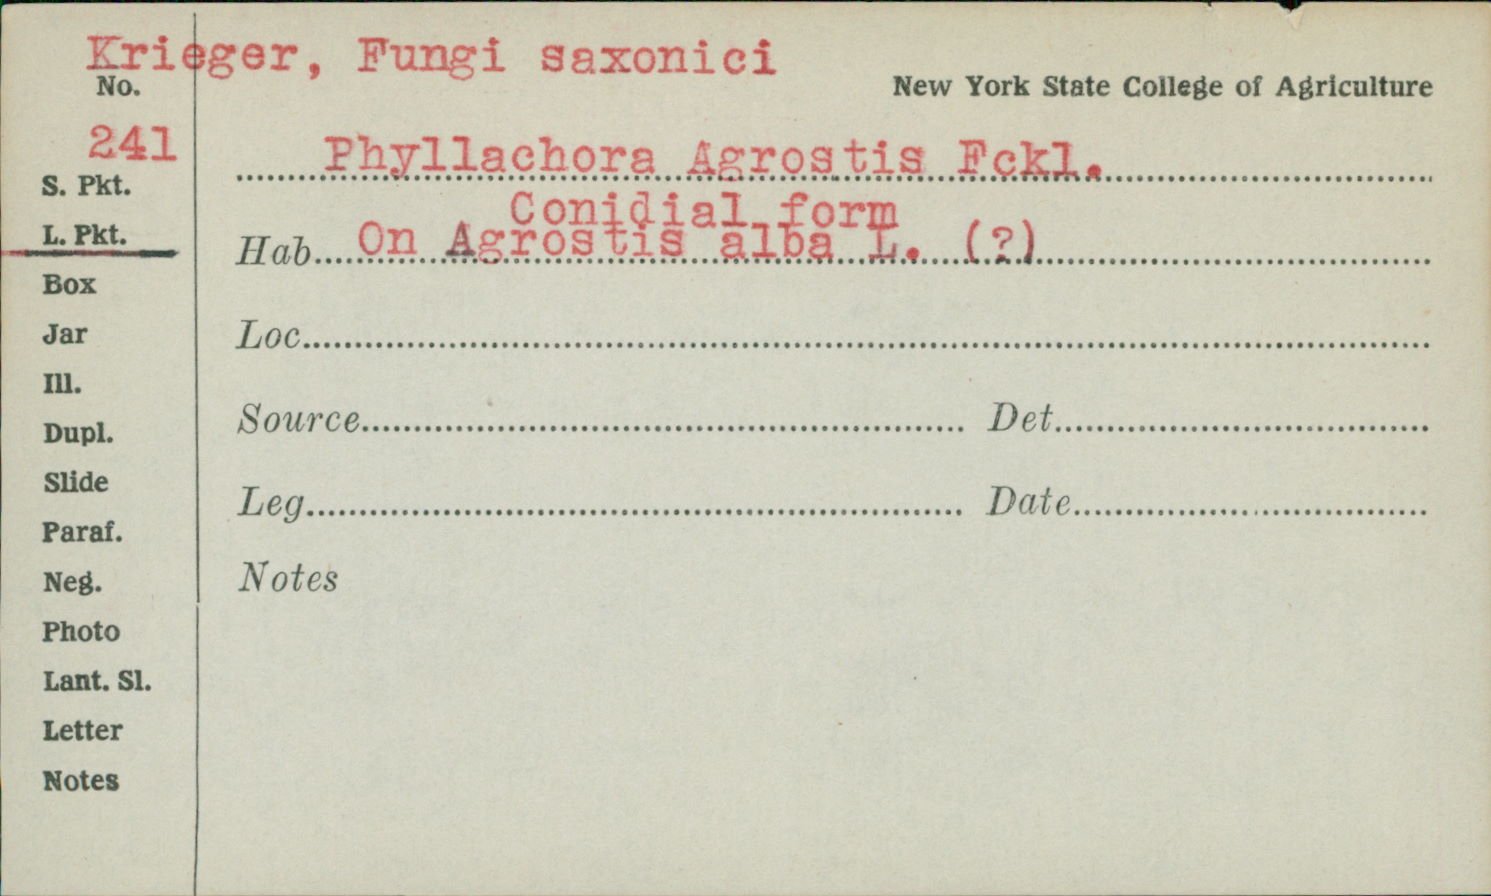 Krieger, Fungi saxonici
No.
New York State College of Agriculture
241
Phyllachora Agrostis Fckl.
S. Pkt.
Conidial form
L. Pkt.
Hab. On Agrostis alba L. (?)
Box
Jar
Loc.
Ill.
Source
Det.
Dupl.
Slide
Leg.
Date
Paraf.
Neg.
Notes
Photo
Lant. Sl.
Letter
Notes